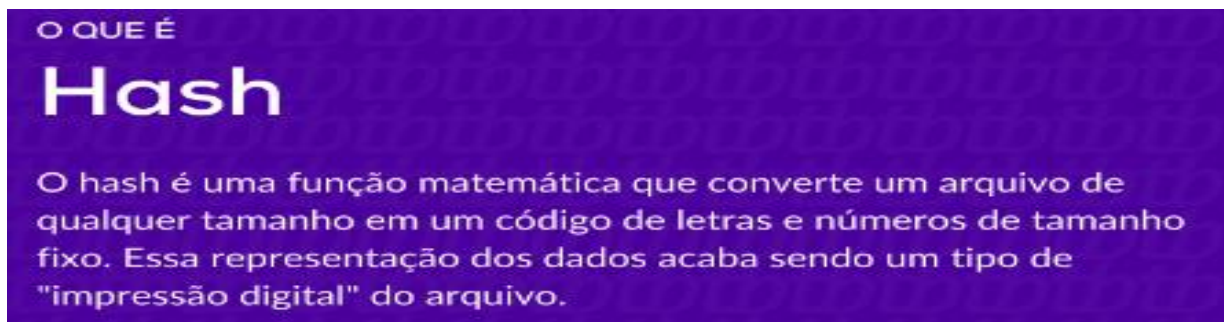 O QUE É
Hash
O hash é uma função matemática que converte um arquivo de
qualquer tamanho em um código de letras e números de tamanho
fixo. Essa representação dos dados acaba sendo um tipo de
"impressão digital" do arquivo.